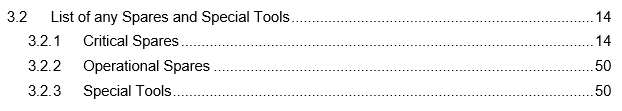 3.2 List of any Spares and Special Tools 14
3.2.1 Critical Spares 14
3.2.2 Operational Spares 50
3.2.3 Special Tools 50